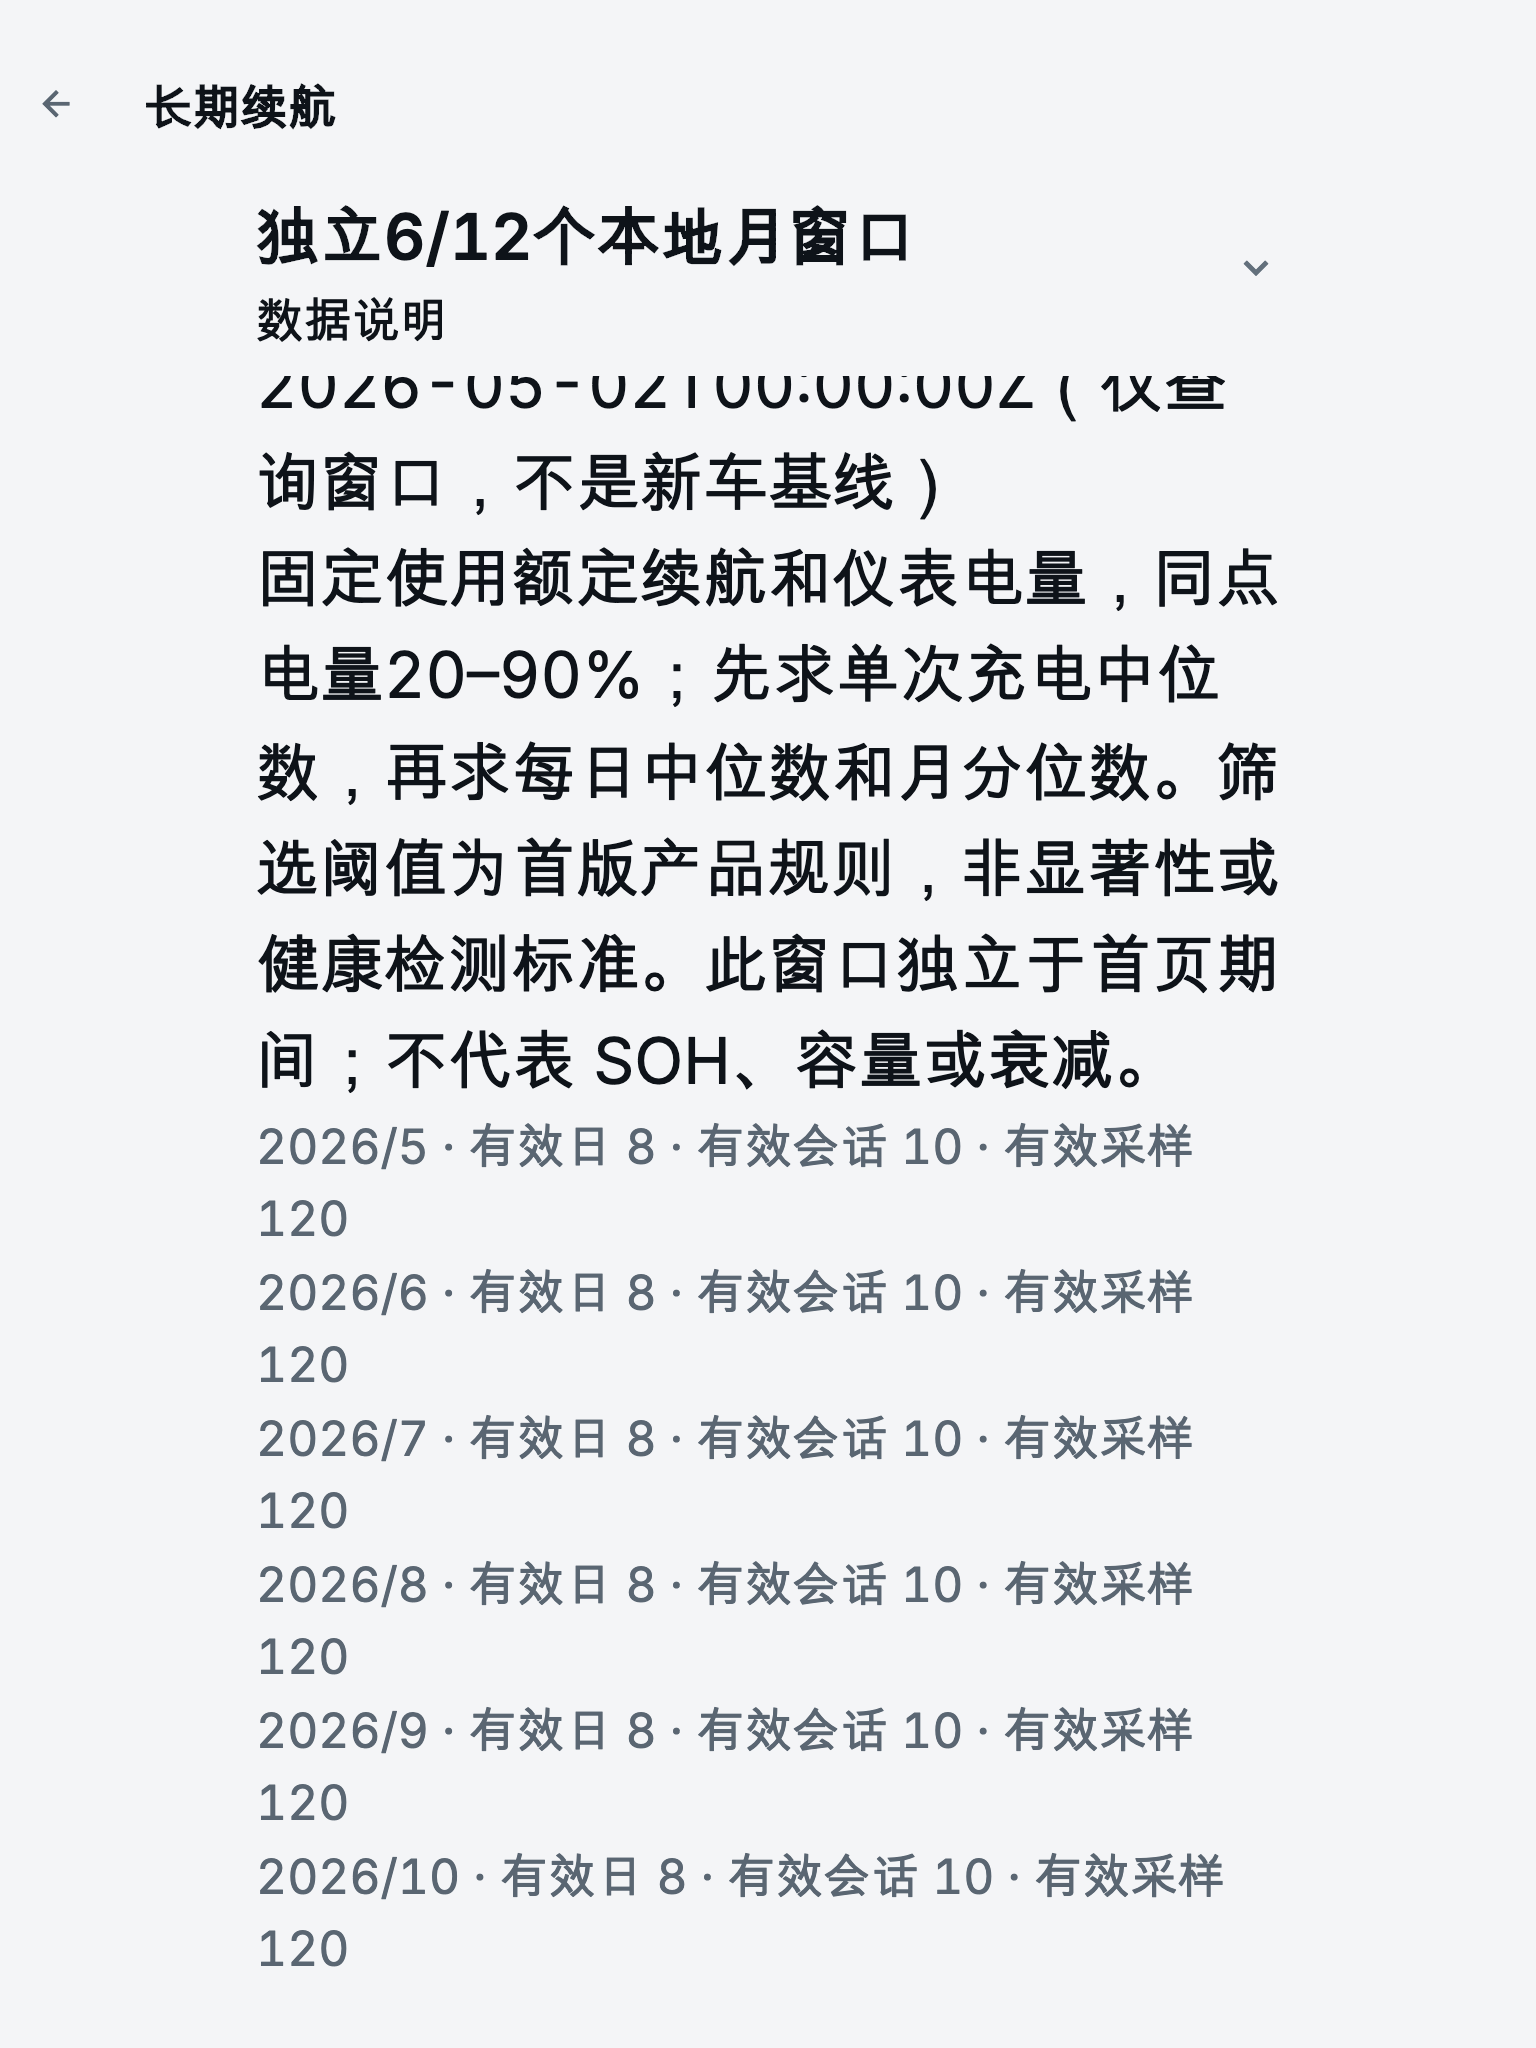 长期续航
独立6/12个本地月窗口
数据说明
2026-05-02T00:00:00Z（仅查
询窗口，不是新车基线）
固定使用额定续航和仪表电量，同点
电量20–90%；先求单次充电中位
数，再求每日中位数和月分位数。筛
选阈值为首版产品规则，非显著性或
健康检测标准。此窗口独立于首页期
间；不代表 SOH、容量或衰减。
2026/5 · 有效日 8 · 有效会话 10 · 有效采样
120
2026/6 · 有效日 8 · 有效会话 10 · 有效采样
120
2026/7 · 有效日 8 · 有效会话 10 · 有效采样
120
2026/8 · 有效日 8 · 有效会话 10 · 有效采样
120
2026/9 · 有效日 8 · 有效会话 10 · 有效采样
120
2026/10 · 有效日 8 · 有效会话 10 · 有效采样
120